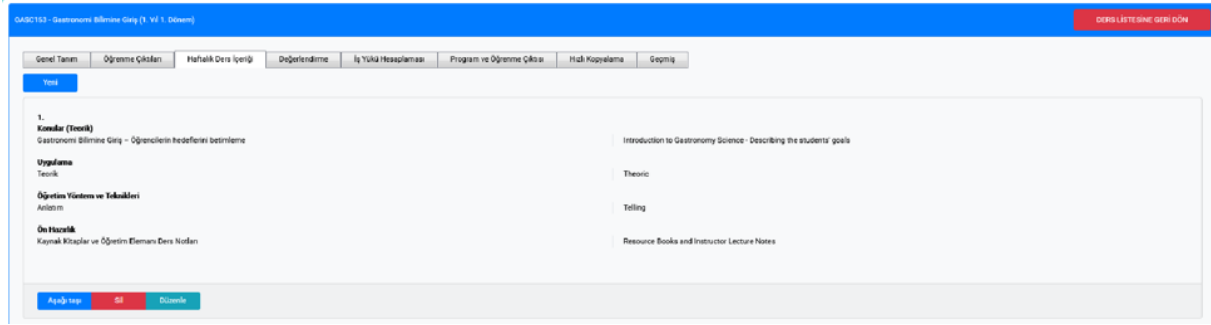 GASC153 - Gastronomi Bilimine Giriş (1. Yıl 1. Dönem)
DERS LİSTESİNE GERİ DÖN
Genel Tanım
Öğrenme Çıktıları
Haftalık Ders İçeriği
Değerlendirme
İş Yükü Hesaplaması
Program ve Öğrenme Çıktısı
Hızlı Kopyalama
Geçmiş
Yeni
1.
Konular (Teorik)
Gastronomi Bilimine Giriş – Öğrencilerin hedeflerini betimleme
Introduction to Gastronomy Science - Describing the students' goals
Uygulama
Teorik
Theoric
Öğretim Yöntem ve Teknikleri
Anlatım
Telling
Ön Hazırlık
Kaynak Kitaplar ve Öğretim Elemanı Ders Notları
Resource Books and Instructor Lecture Notes
Aşağı taşı
Sil
Düzenle